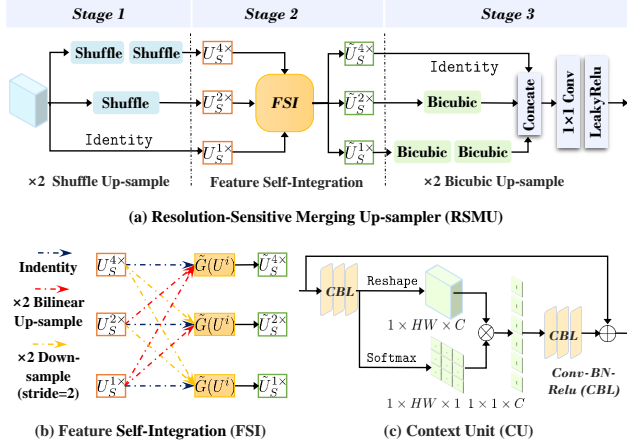 Stage 1
Stage 2
Stage 3
Shuffle Shuffle
U_S^{4×}
Ũ_S^{4×}
Identity
Shuffle
U_S^{2×}
FSI
Ũ_S^{2×}
Bicubic
Concate
1×1 Conv
LeakyRelu
Identity
U_S^{1×}
Ũ_S^{1×}
Bicubic Bicubic
×2 Shuffle Up-sample
Feature Self-Integration
×2 Bicubic Up-sample
(a) Resolution-Sensitive Merging Up-sampler (RSMU)
Indentity
×2 Bilinear
Up-sample
×2 Down-
sample
(stride=2)
U_S^{4×} G̃(U^i) Ũ_S^{4×}
U_S^{2×} G̃(U^i) Ũ_S^{2×}
U_S^{1×} G̃(U^i) Ũ_S^{1×}
(b) Feature Self-Integration (FSI)
CBL
Reshape
1 × HW × C
Softmax
1 × HW × 1
1 × 1 × C
CBL
Conv-BN-
Relu (CBL)
(c) Context Unit (CU)